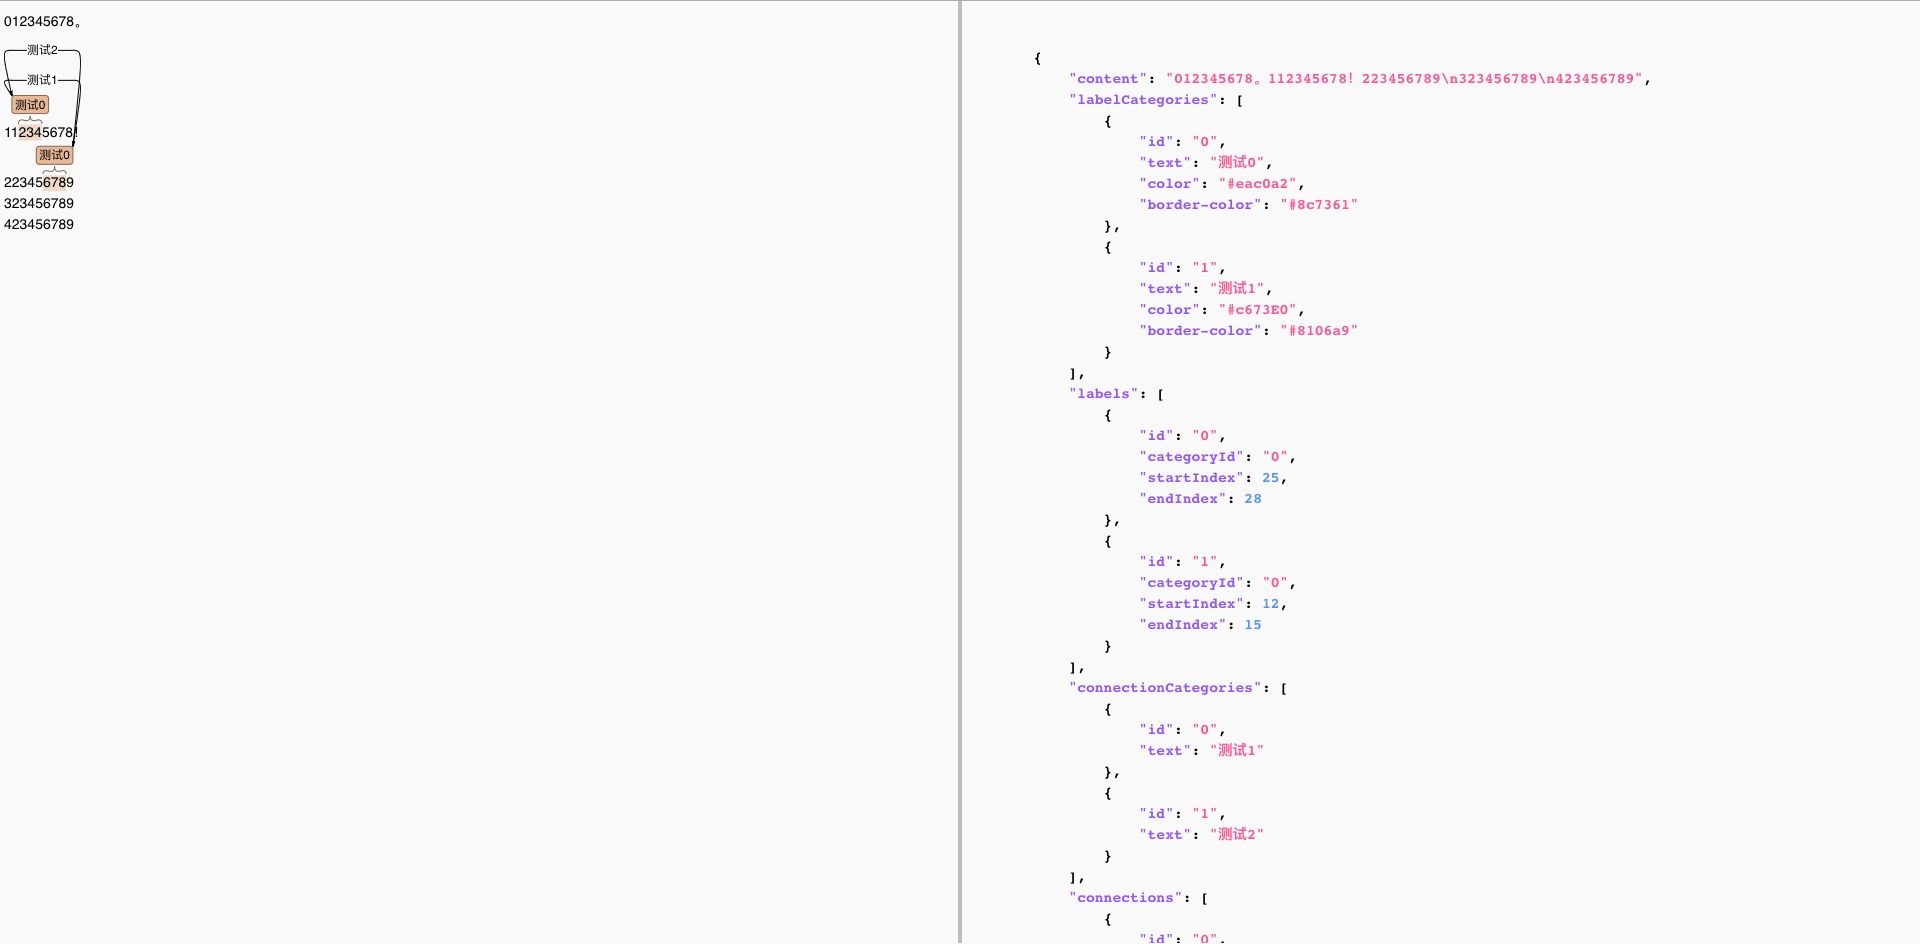 012345678。
测试2
测试1
测试0
112345678!
测试0
223456789
323456789
423456789
{
"content": "012345678。112345678！223456789\n323456789\n423456789",
"labelCategories": [
{
"id": "0",
"text": "测试0",
"color": "#eac0a2",
"border-color": "#8c7361"
},
{
"id": "1",
"text": "测试1",
"color": "#c673E0",
"border-color": "#8106a9"
}
],
"labels": [
{
"id": "0",
"categoryId": "0",
"startIndex": 25,
"endIndex": 28
},
{
"id": "1",
"categoryId": "0",
"startIndex": 12,
"endIndex": 15
}
],
"connectionCategories": [
{
"id": "0",
"text": "测试1"
},
{
"id": "1",
"text": "测试2"
}
],
"connections": [
{
"id": "0",